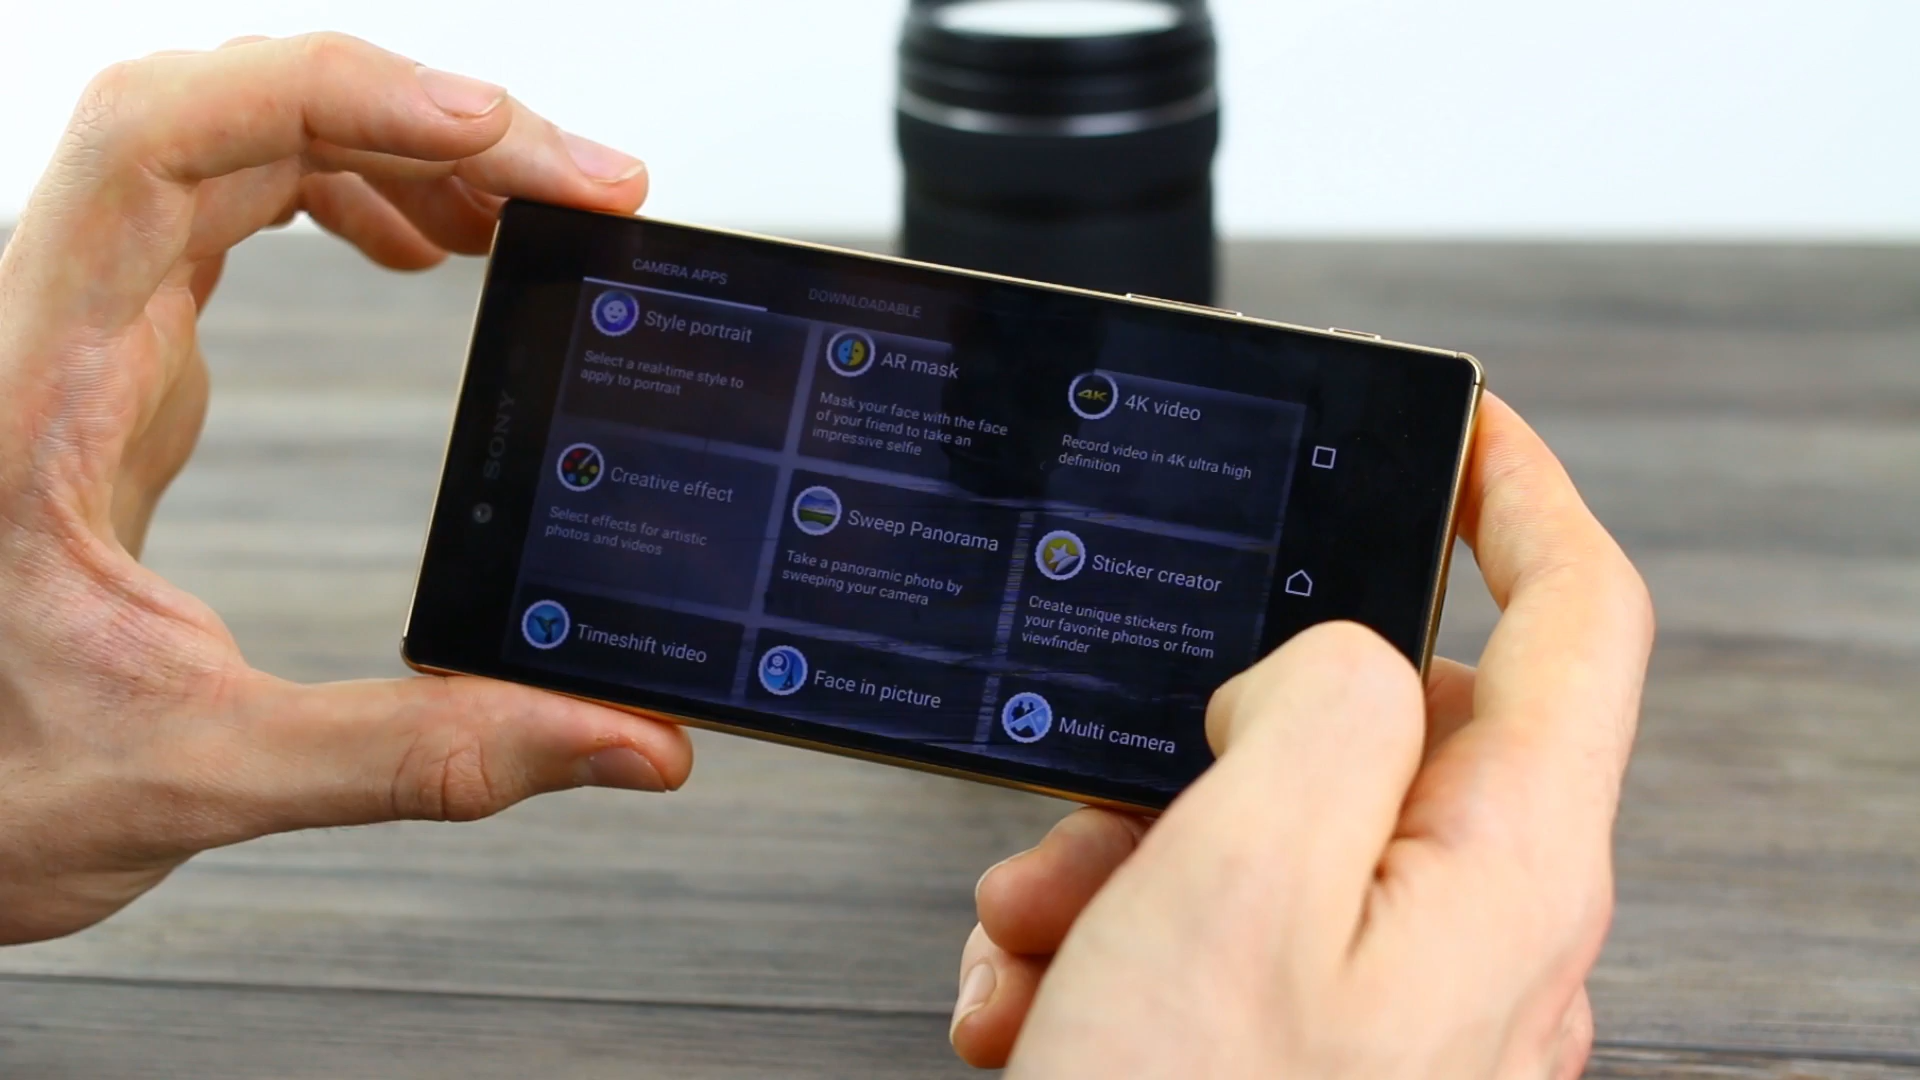 SONY
CAMERA APPS
DOWNLOADABLE
Style portrait
Select a real-time style to
apply to portrait
AR mask
Mask your face with the face
of your friend to take an
impressive selfie
4K
4K video
Record video in 4K ultra high
definition
Creative effect
Select effects for artistic
photos and videos
Sweep Panorama
Take a panoramic photo by
sweeping your camera
Sticker creator
Create unique stickers from
your favorite photos or from
viewfinder
Timeshift video
Face in picture
Multi camera